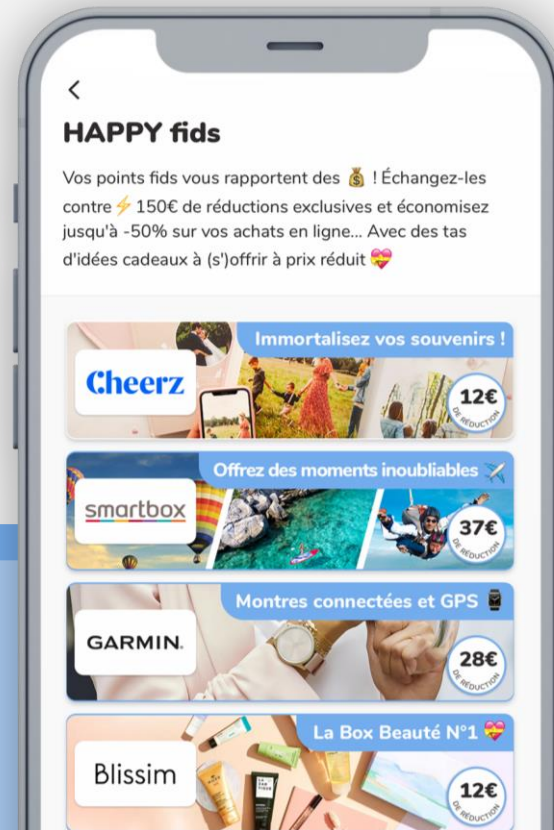 HAPPY fids
Vos points fids vous rapportent des 💰 ! Échangez-les
contre ⚡ 150€ de réductions exclusives et économisez
jusqu'à -50% sur vos achats en ligne... Avec des tas
d'idées cadeaux à (s')offrir à prix réduit 💝
Immortalisez vos souvenirs !
Cheerz
12€
DE RÉDUCTION
Offrez des moments inoubliables ✈️
smartbox
37€
DE RÉDUCTION
Montres connectées et GPS ⌚
GARMIN.
28€
DE RÉDUCTION
La Box Beauté N°1 💝
Blissim
12€
DE RÉDUCTION